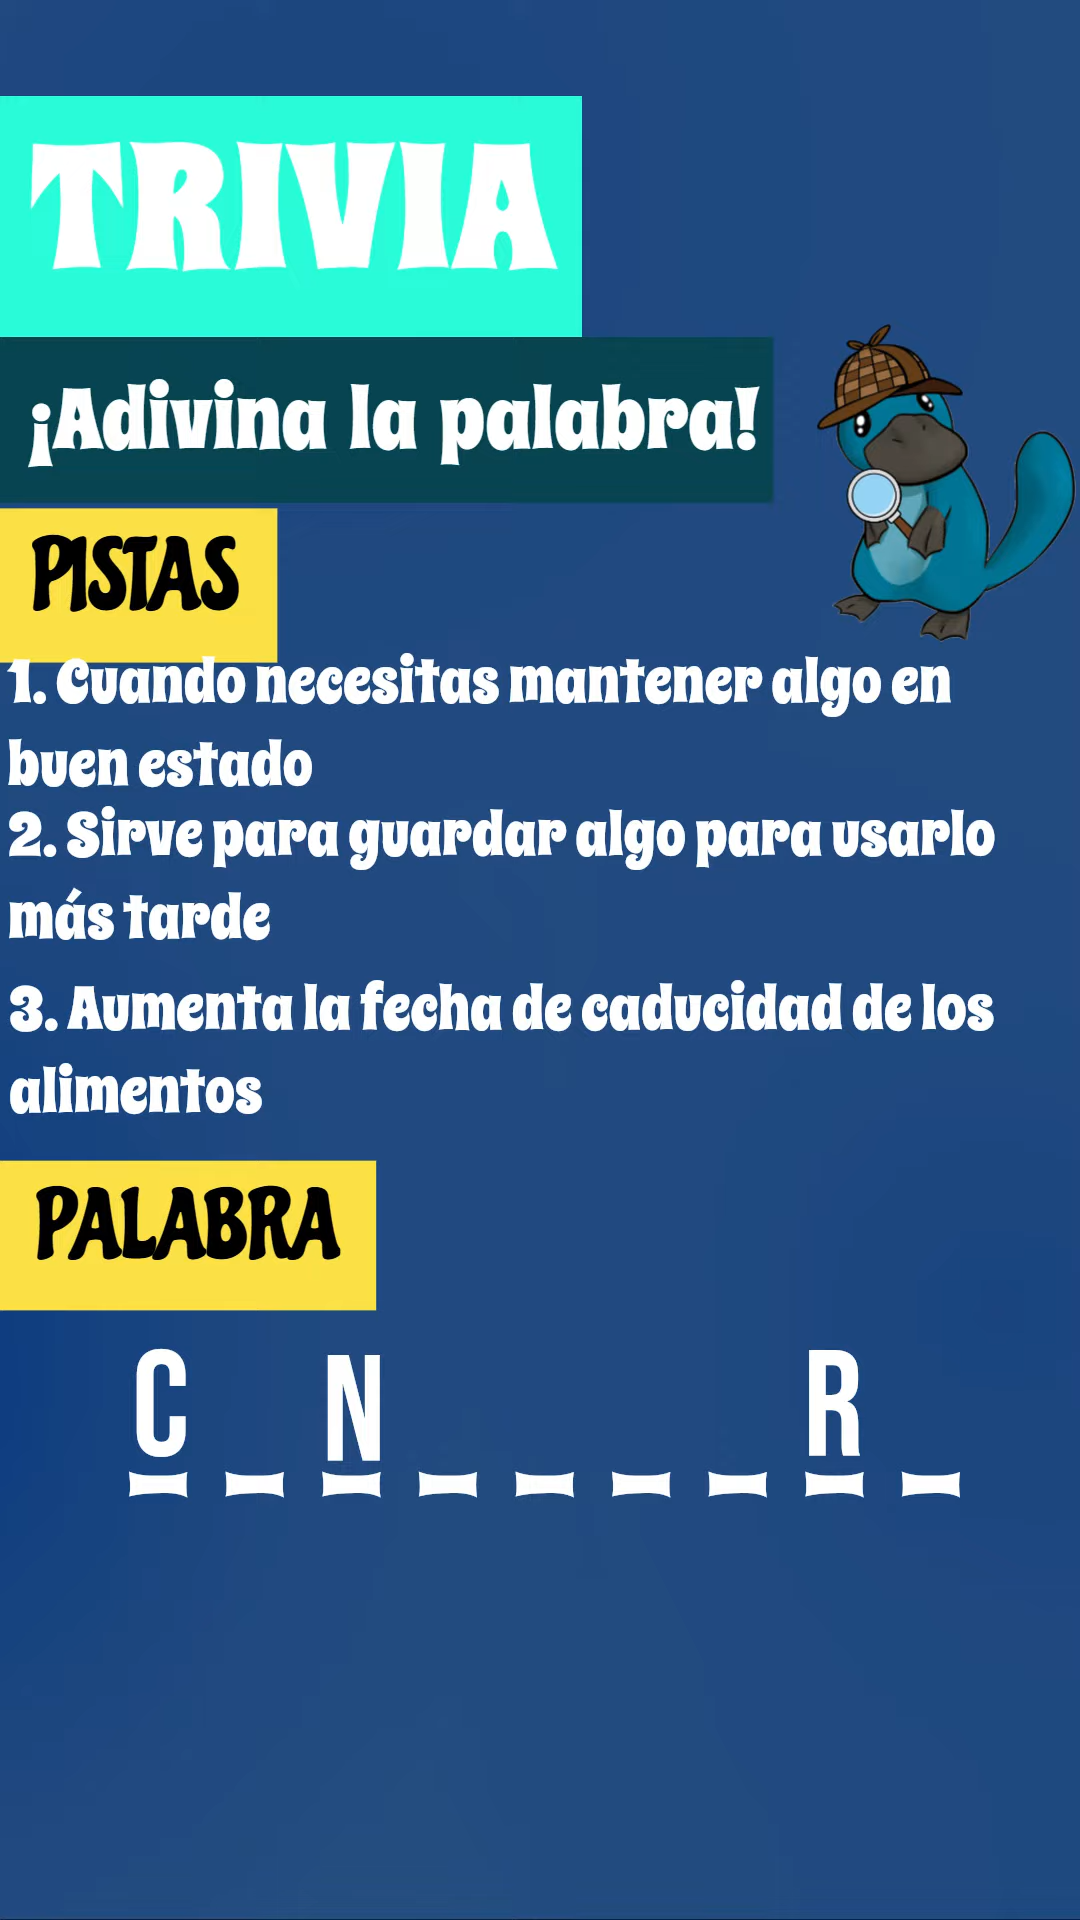 TRIVIA
¡Adivina la palabra!
PISTAS
1. Cuando necesitas mantener algo en
buen estado
2. Sirve para guardar algo para usarlo
más tarde
3. Aumenta la fecha de caducidad de los
alimentos
PALABRA
C _ N _ _ _ _ R _